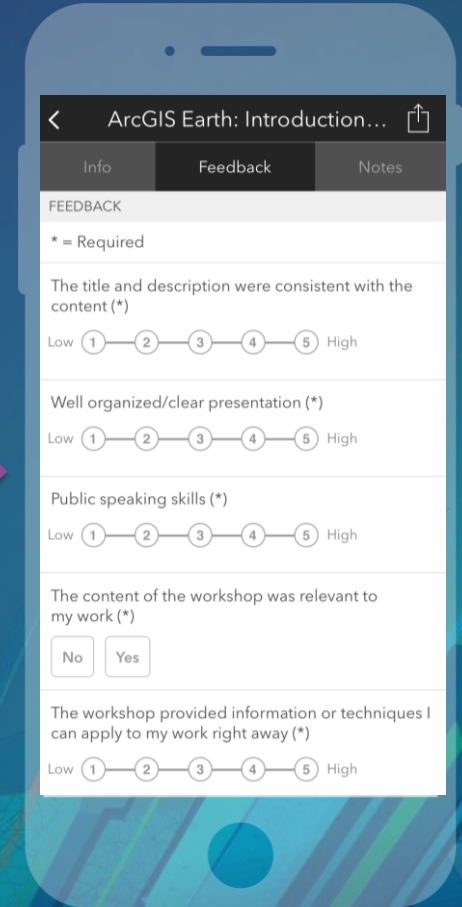 ArcGIS Earth: Introduction...
Info Feedback Notes
FEEDBACK
* = Required
The title and description were consistent with the
content (*)
Low 1 2 3 4 5 High
Well organized/clear presentation (*)
Low 1 2 3 4 5 High
Public speaking skills (*)
Low 1 2 3 4 5 High
The content of the workshop was relevant to
my work (*)
No Yes
The workshop provided information or techniques I
can apply to my work right away (*)
Low 1 2 3 4 5 High